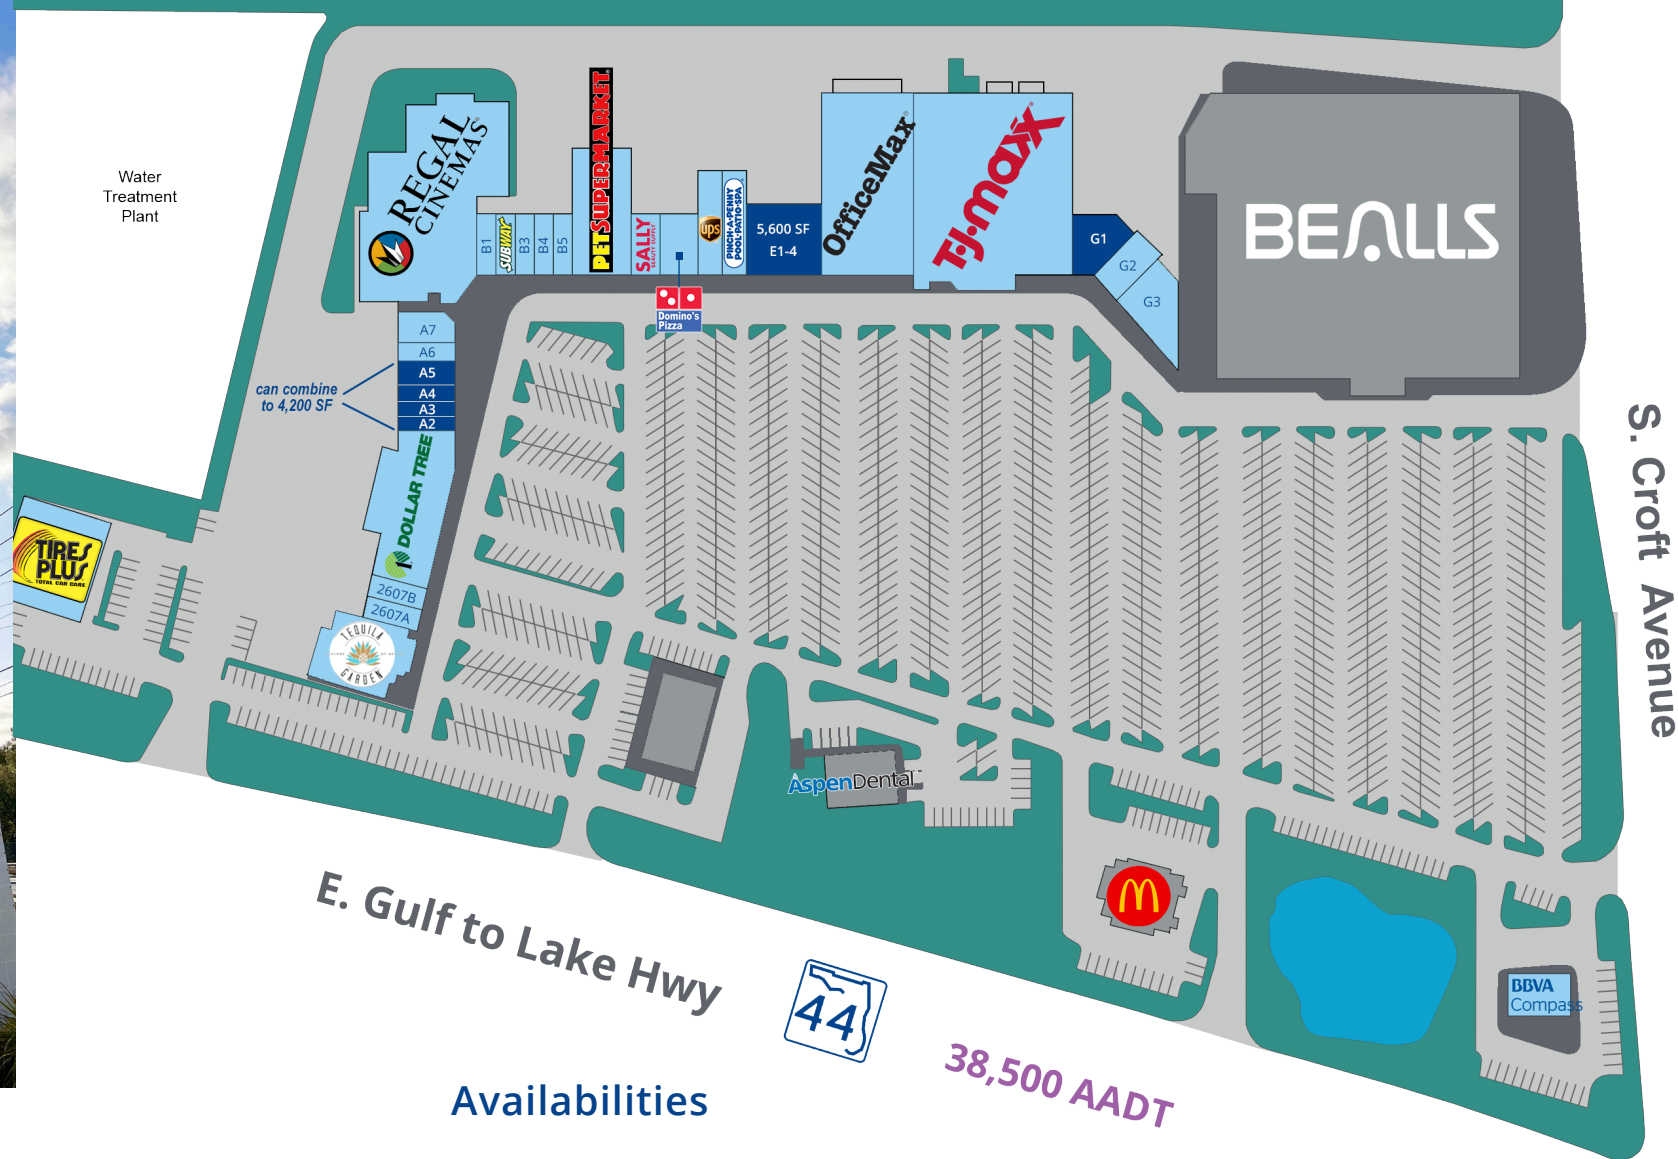 Water
Treatment
Plant
REGAL
CINEMAS
B1
SUBWAY
B3
B4
B5
PETSUPERMARKET
SALLY
BEAUTY SUPPLY
Domino's
Pizza
ups
PINCH-A-PENNY
POOL·PATIO·SPA
5,600 SF
E1-4
OfficeMax
T·J·maxx
G1
G2
G3
BEALLS
A7
A6
A5
A4
A3
A2
can combine
to 4,200 SF
DOLLAR TREE
2607B
2607A
TEQUILA
GARDEN
TIRES
PLUS
TOTAL CAR CARE
AspenDental
BBVA
Compass
S. Croft Avenue
E. Gulf to Lake Hwy
44
38,500 AADT
Availabilities